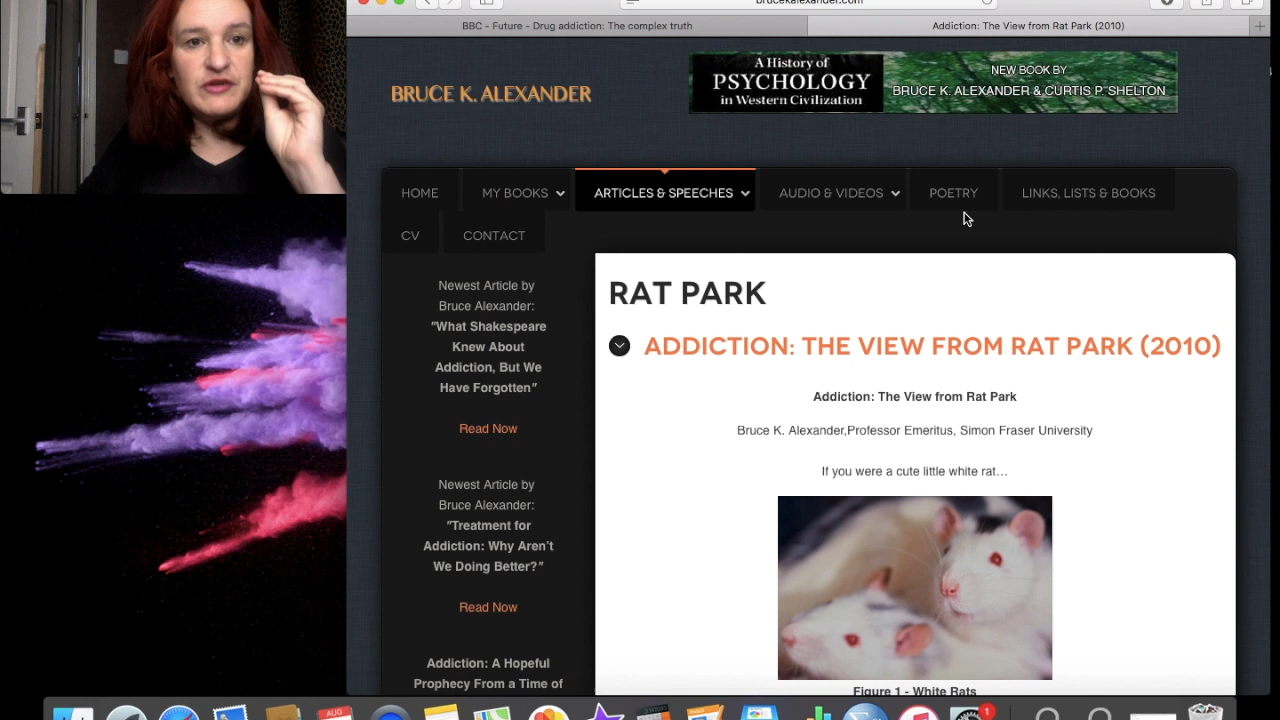 brucekalexander.com
BBC - Future - Drug addiction: The complex truth
Addiction: The View from Rat Park (2010)
BRUCE K. ALEXANDER
A History of
PSYCHOLOGY
in Western Civilization
NEW BOOK BY
BRUCE K. ALEXANDER & CURTIS P. SHELTON
HOME
MY BOOKS
ARTICLES & SPEECHES
AUDIO & VIDEOS
POETRY
LINKS, LISTS & BOOKS
CV
CONTACT
Newest Article by
Bruce Alexander:
"What Shakespeare
Knew About
Addiction, But We
Have Forgotten"
Read Now
Newest Article by
Bruce Alexander:
"Treatment for
Addiction: Why Aren't
We Doing Better?"
Read Now
Addiction: A Hopeful
Prophecy From a Time of
RAT PARK
ADDICTION: THE VIEW FROM RAT PARK (2010)
Addiction: The View from Rat Park
Bruce K. Alexander,Professor Emeritus, Simon Fraser University
If you were a cute little white rat…
Figure 1 - White Rats
AUG
1